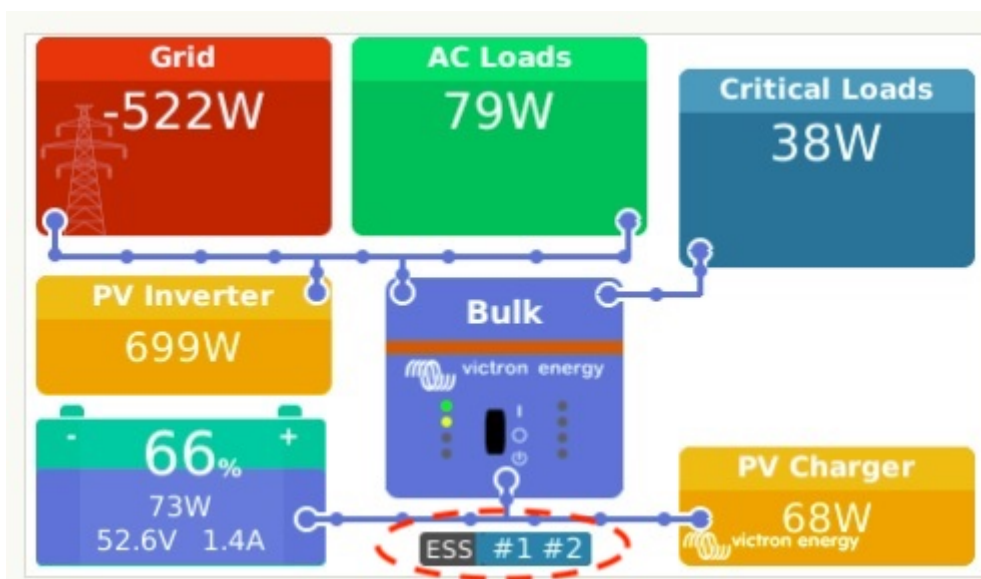 Grid
-522W
AC Loads
79W
Critical Loads
38W
PV Inverter
699W
Bulk
victron energy
- 66% +
73W
52.6V 1.4A
PV Charger
68W
victron energy
ESS #1 #2